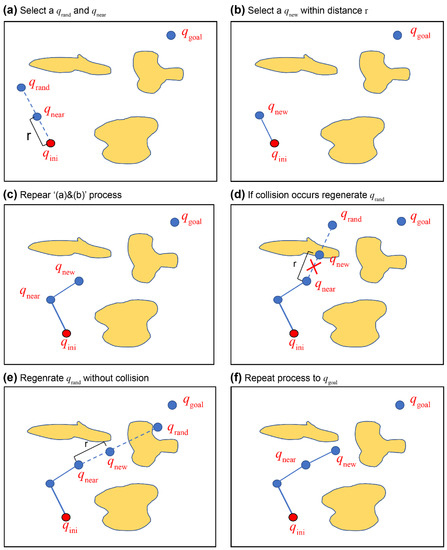 (a) Select a qrand and qnear
qgoal
qrand
qnear
r
qini
(b) Select a qnew within distance r
qgoal
qnew
qini
(c) Repear ‘(a)&(b)’ process
qgoal
qnew
qnear
qini
(d) If collision occurs regenerate qrand
qrand
qgoal
r
qnew
qnear
qini
(e) Regenrate qrand without collision
qgoal
qrand
r
qnew
qnear
qini
(f) Repeat process to qgoal
qgoal
qnear
qnew
qini